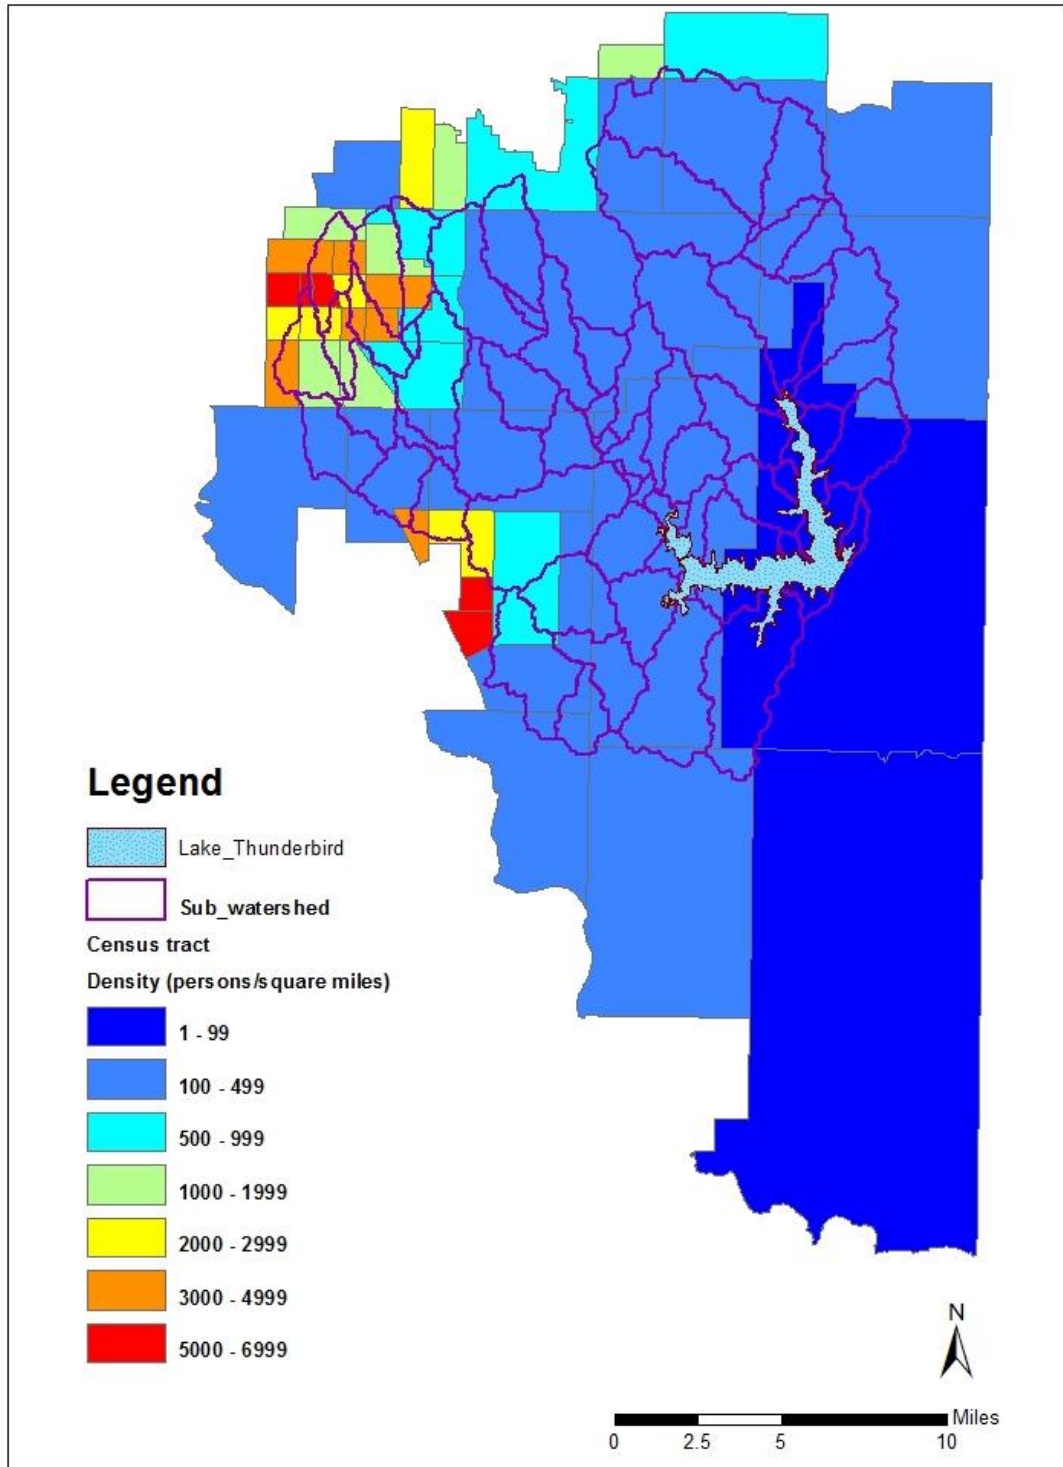 Legend
Lake_Thunderbird
Sub_watershed
Census tract
Density (persons/square miles)
1 - 99
100 - 499
500 - 999
1000 - 1999
2000 - 2999
3000 - 4999
5000 - 6999
N
Miles
0 2.5 5 10